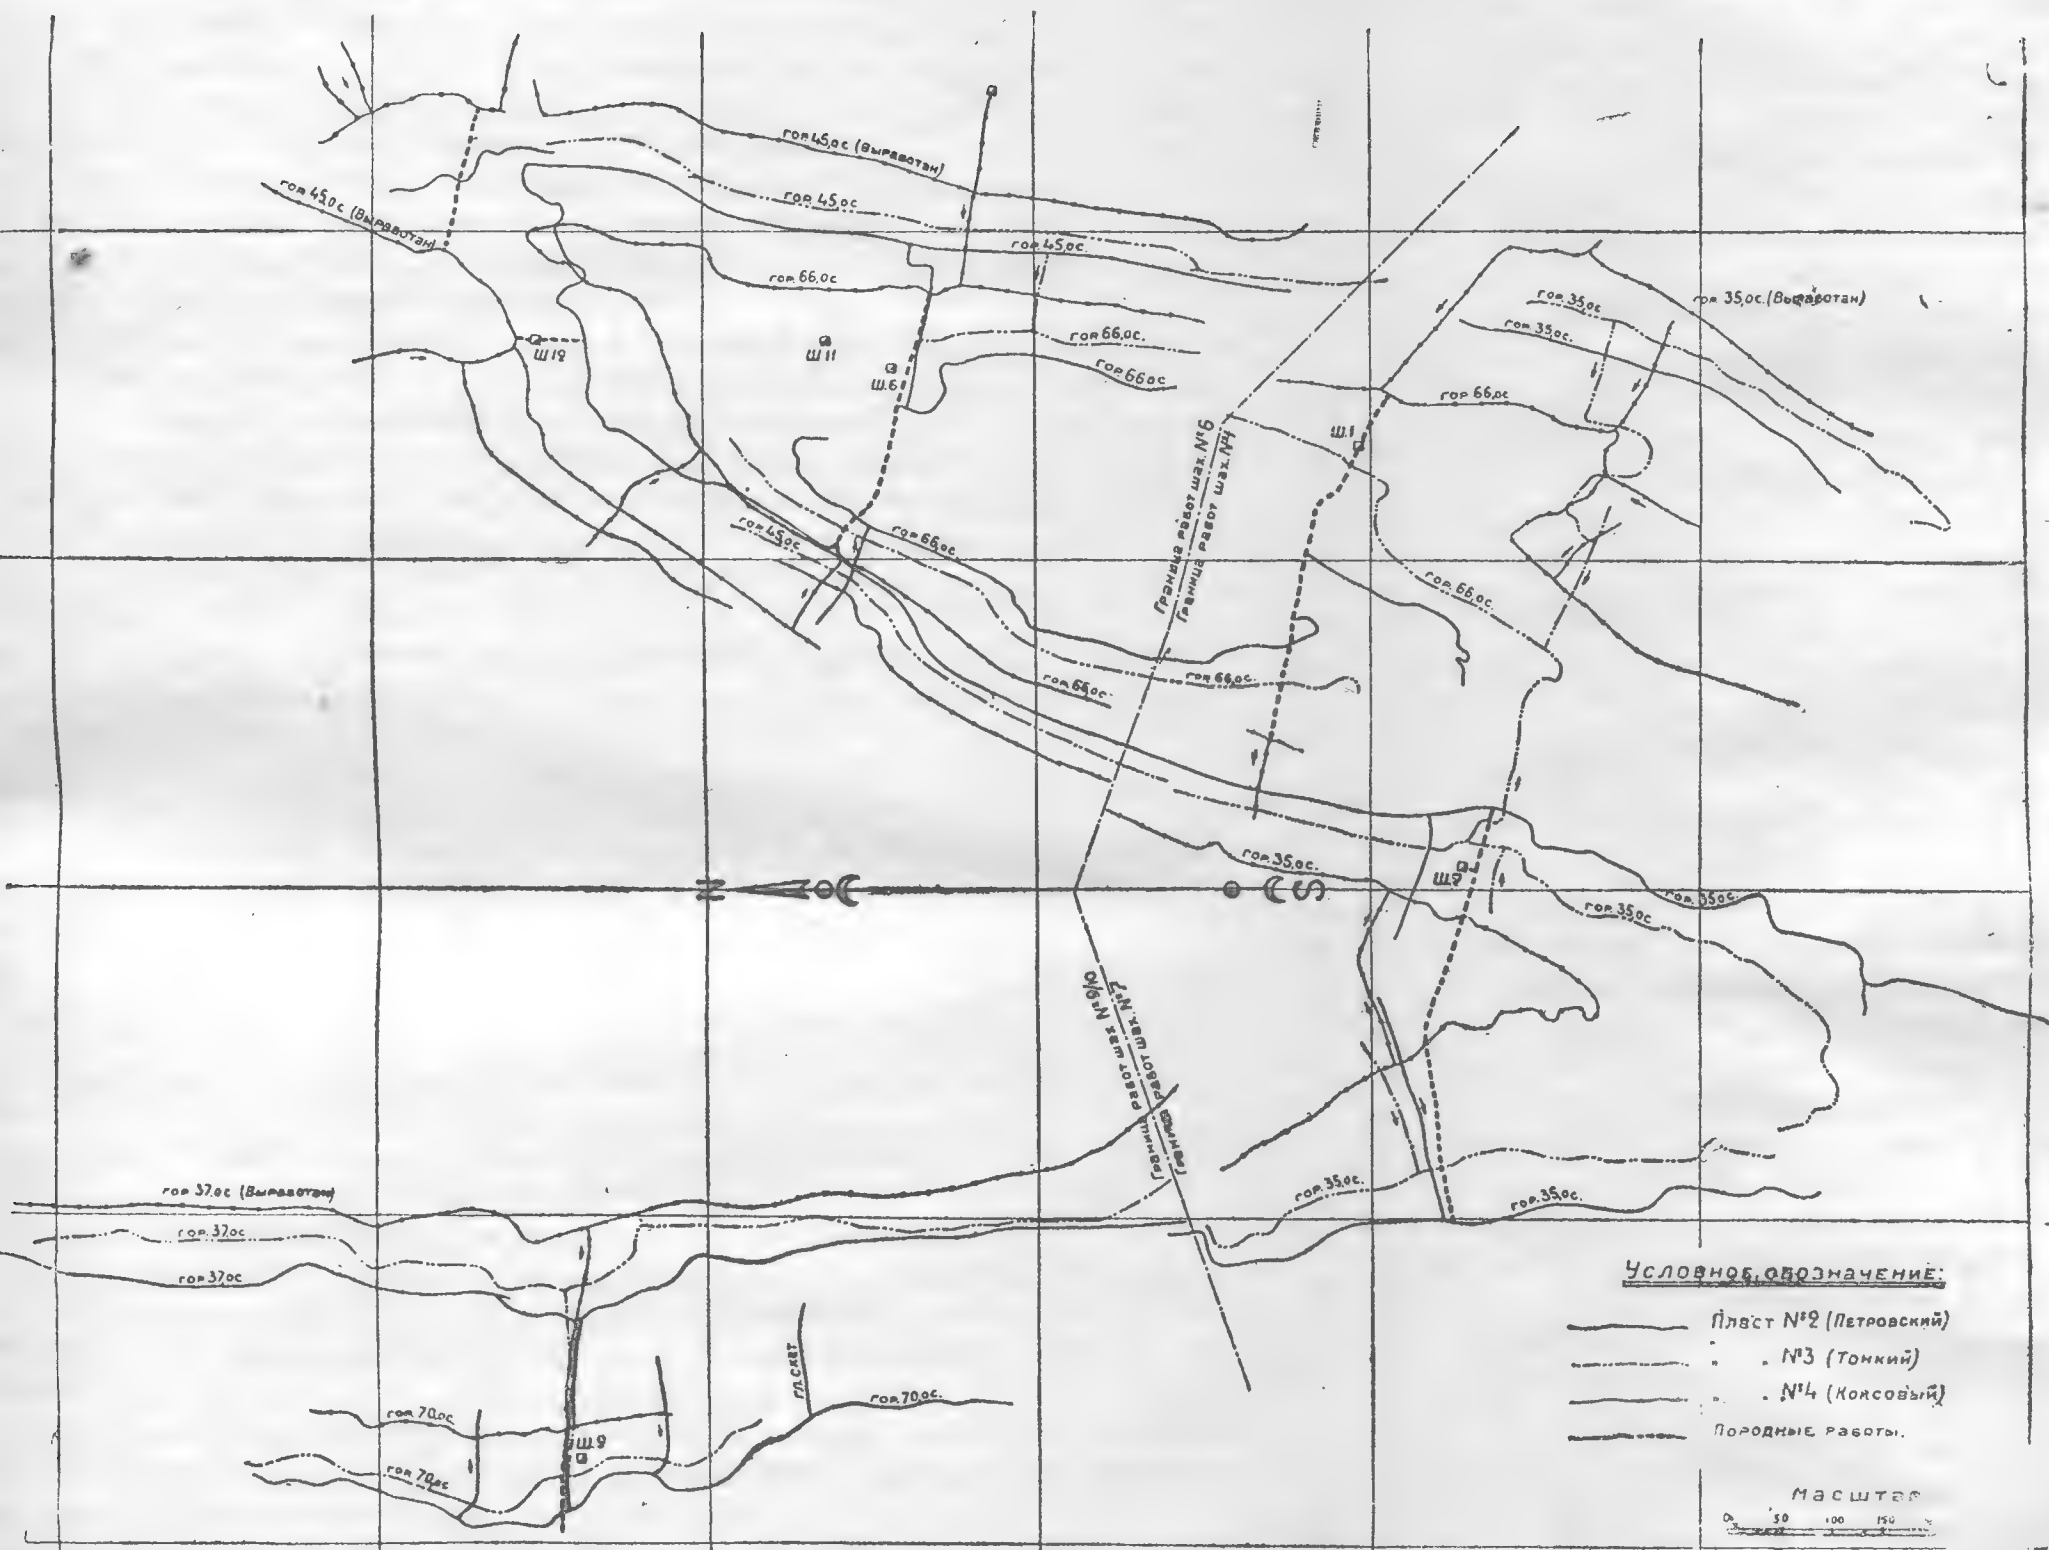 гор. 45,0с (Выработан)
гор. 45,0с (Выработан)
гор. 45,0с
гор. 45,0с.
гор. 66,0с
гор. 35,0с. (Выработан)
гор. 35,0с
гор. 35,0с.
Ш 12
Ш 11
Ш.6
гор. 66,0с.
гор. 66,0с
гор. 66,0с
Ш.1
Граница работ шах. №6
Граница работ шах. №1
гор. 45,0с
гор. 66,0с.
гор. 66,0с.
гор. 66,0с.
гор. 66,0с.
гор. 35,0с.
Ш.7
гор. 35,0с.
гор. 35,0с
N
S
Граница работ шах. №9/10
Граница работ шах. №7
гор. 37,0с (Выработан)
гор. 37,0с
гор. 37,0с
гор. 35,0с.
гор. 35,0с.
гор. 70,0с.
гор. 70,0с.
гор. 70,0с
Ш.9
гл. скат
Условное обозначение:
Пласт №2 (Петровский)
" " №3 (Тонкий)
" " №4 (Коксовый)
Породные работы.
Масштаб
0 50 100 150